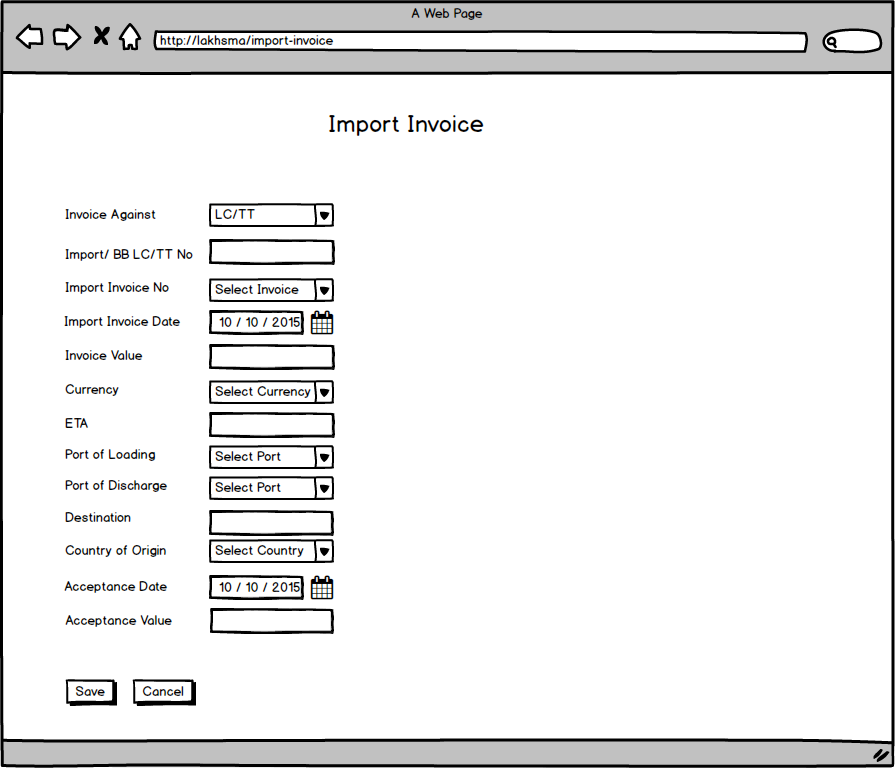 A Web Page
http://lakhsma/import-invoice
Import Invoice
Invoice Against LC/TT
Import/ BB LC/TT No
Import Invoice No Select Invoice
Import Invoice Date 10 / 10 / 2015
Invoice Value
Currency Select Currency
ETA
Port of Loading Select Port
Port of Discharge Select Port
Destination
Country of Origin Select Country
Acceptance Date 10 / 10 / 2015
Acceptance Value
Save Cancel